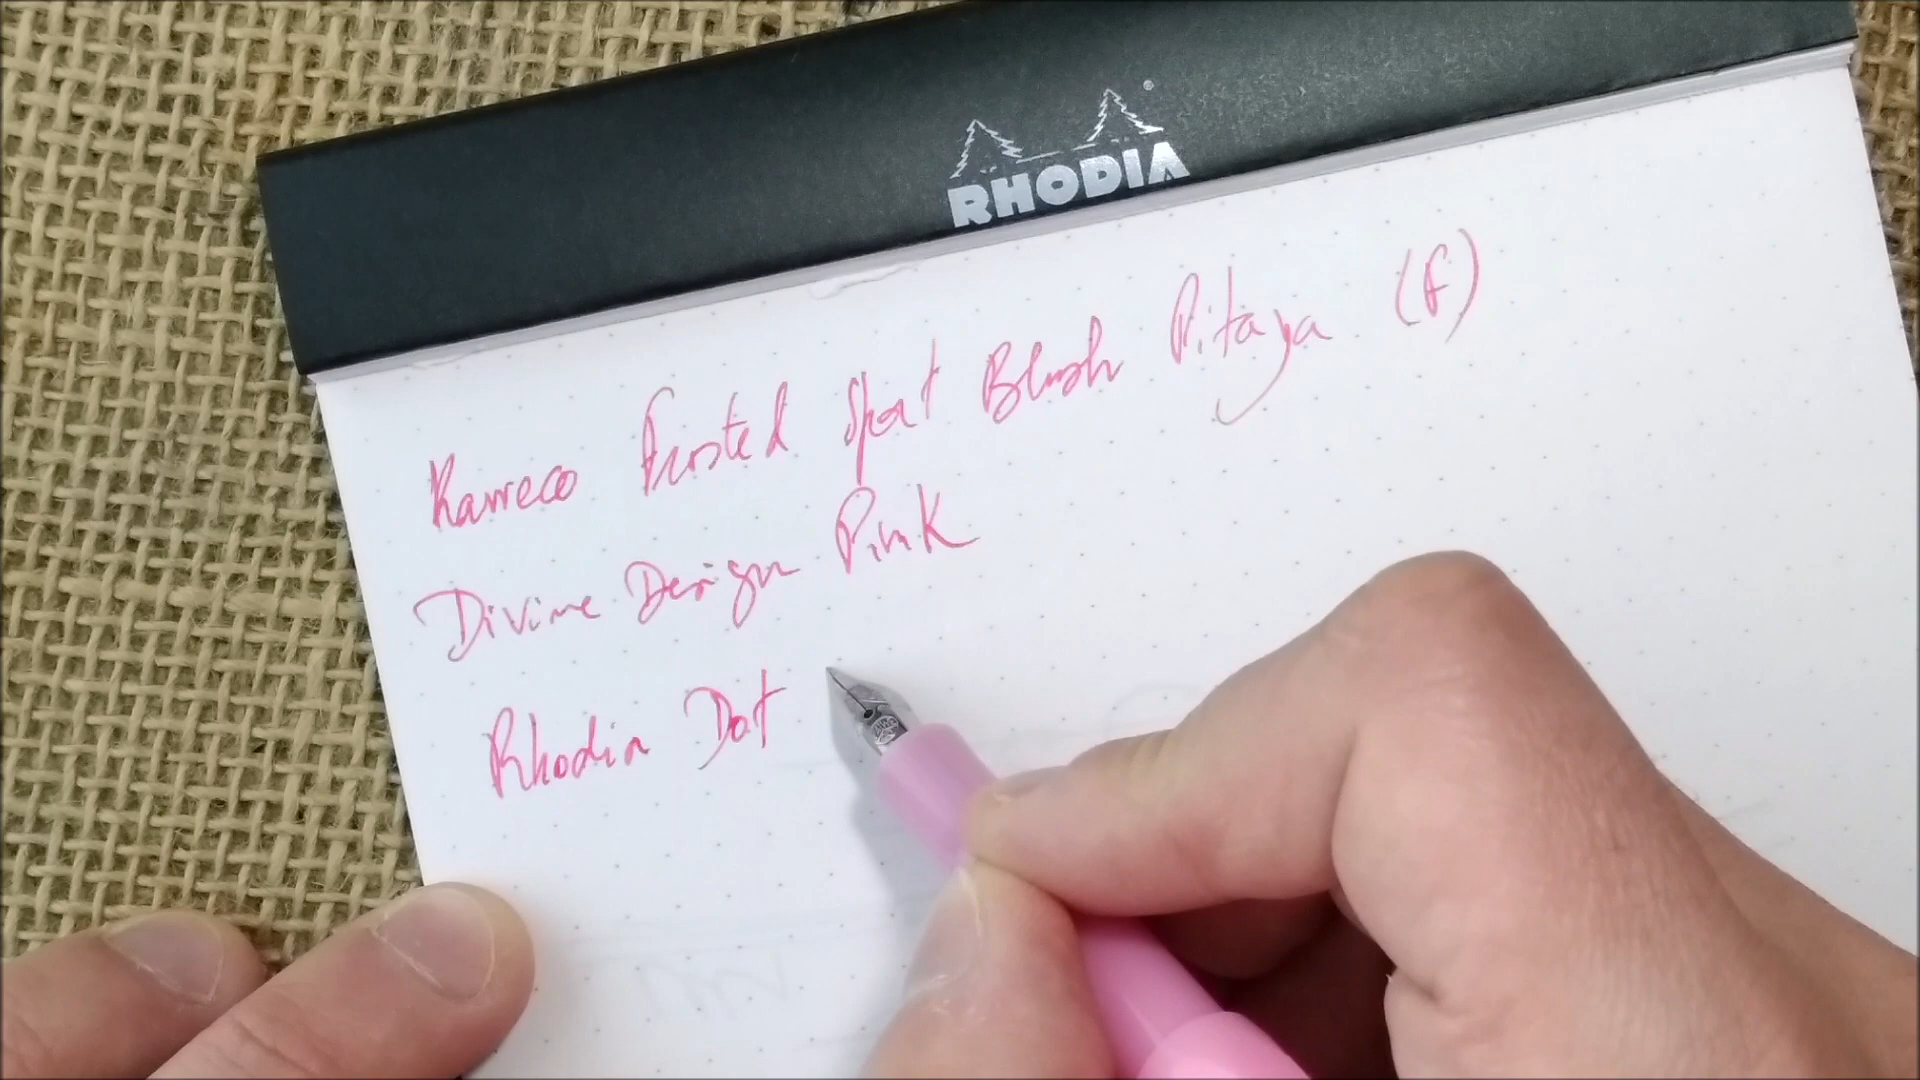 RHODIA
Kaweco Frosted Sport Blush Pitaya (F)
Divine Design Pink
Rhodia Dot